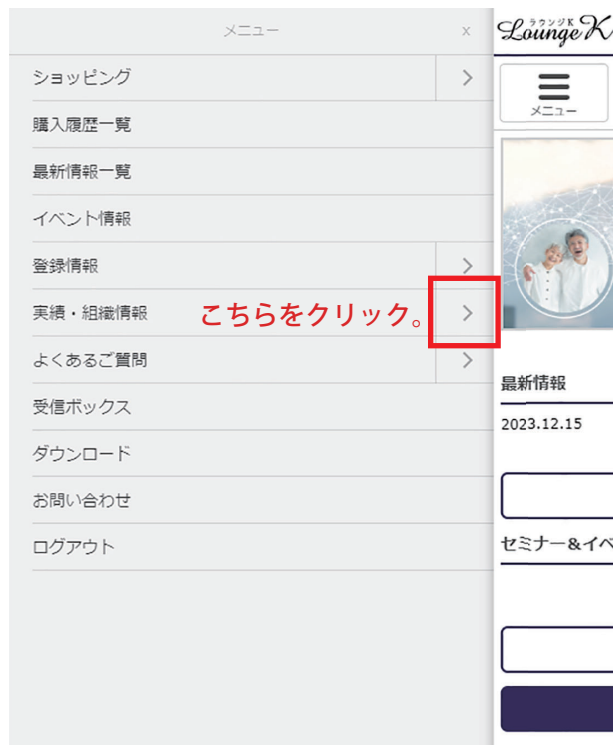 メニュー x
ショッピング
購入履歴一覧
最新情報一覧
イベント情報
登録情報
実績・組織情報
こちらをクリック。
よくあるご質問
受信ボックス
ダウンロード
お問い合わせ
ログアウト
ラウンジK
Lounge K
メニュー
最新情報
2023.12.15
セミナー&イベ